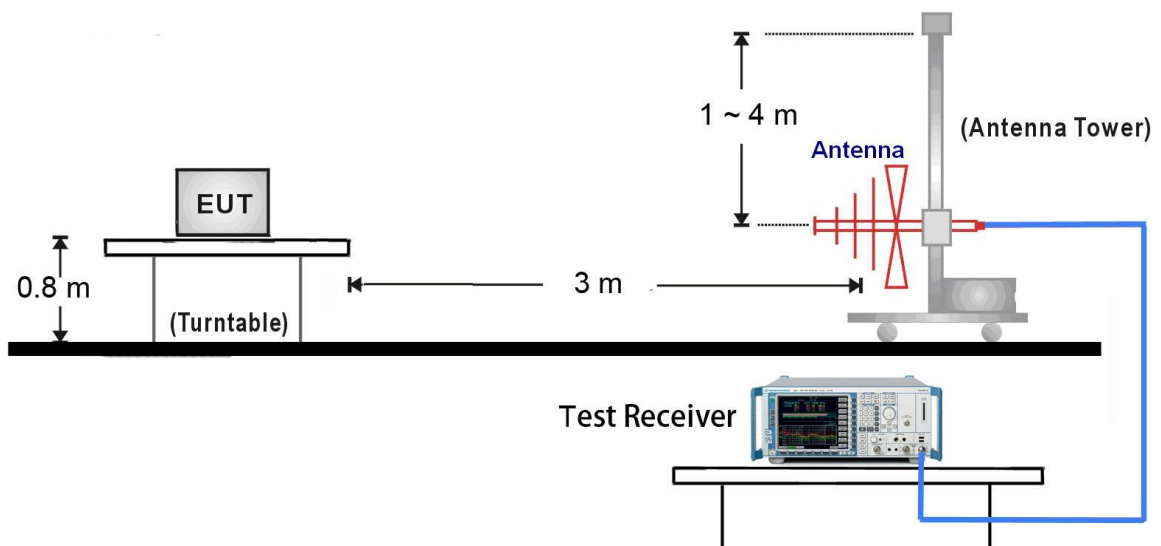 1 ~ 4 m
(Antenna Tower)
Antenna
EUT
0.8 m
3 m
(Turntable)
Test Receiver